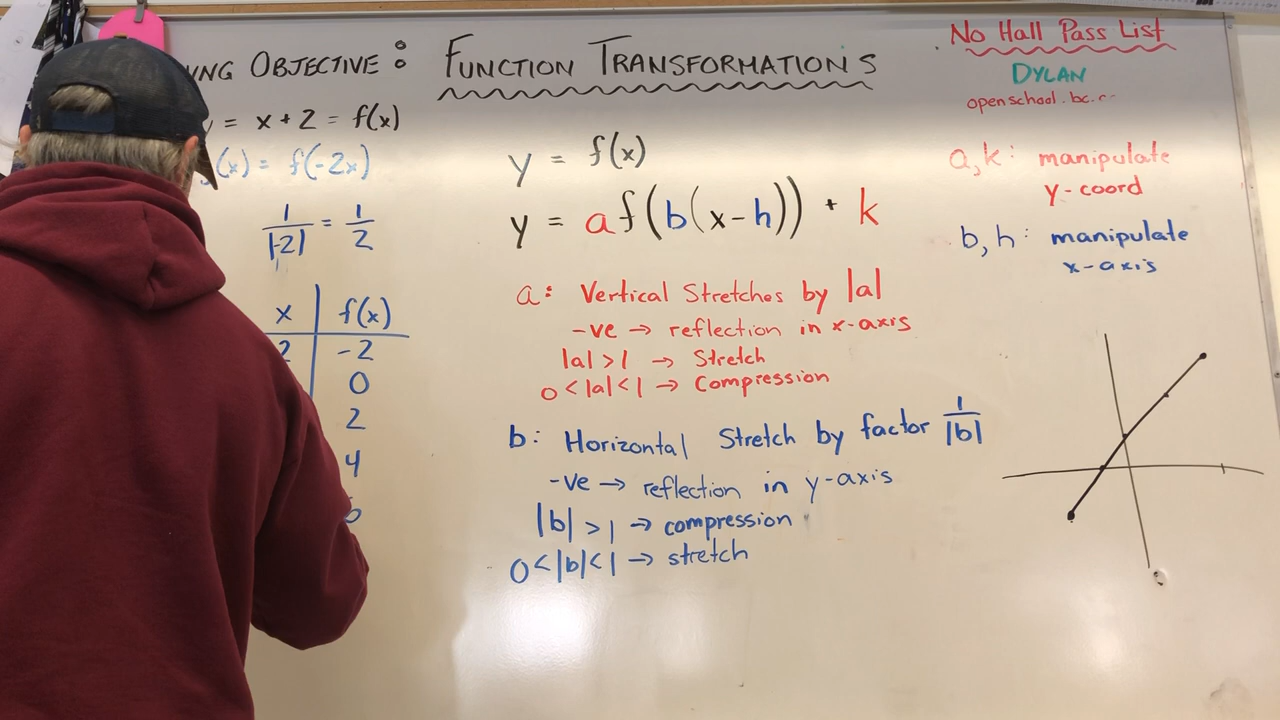 OBJECTIVE : FUNCTION TRANSFORMATIONS
= x + 2 = f(x)
(x) = f(-2x)
1/|-2| = 1/2
x | f(x)
2 | -2
0
2
4
y = f(x)
y = af(b(x-h)) + k
a: Vertical Stretches by |a|
-ve → reflection in x-axis
|a| > 1 → Stretch
0 < |a| < 1 → Compression
b: Horizontal Stretch by factor 1/|b|
-ve → reflection in y-axis
|b| > 1 → compression
0 < |b| < 1 → stretch
No Hall Pass List
DYLAN
openschool.bc.
a,k: manipulate
y-coord
b,h: manipulate
x-axis